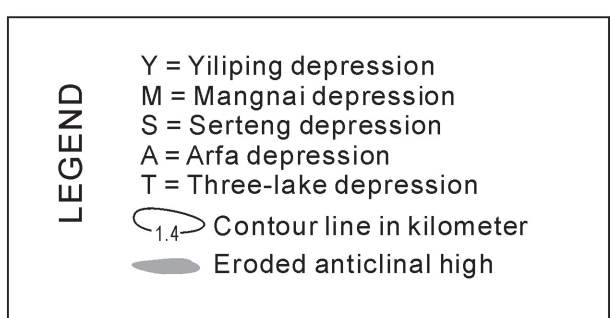 LEGEND
Y = Yiliping depression
M = Mangnai depression
S = Serteng depression
A = Arfa depression
T = Three-lake depression
1.4 Contour line in kilometer
Eroded anticlinal high